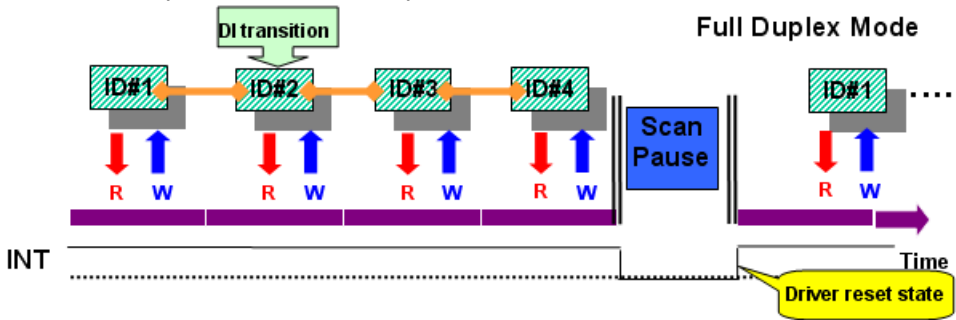 DI transition
Full Duplex Mode
ID#1
ID#2
ID#3
ID#4
ID#1
....
Scan
Pause
R W R W R W R W R W
INT
Time
Driver reset state